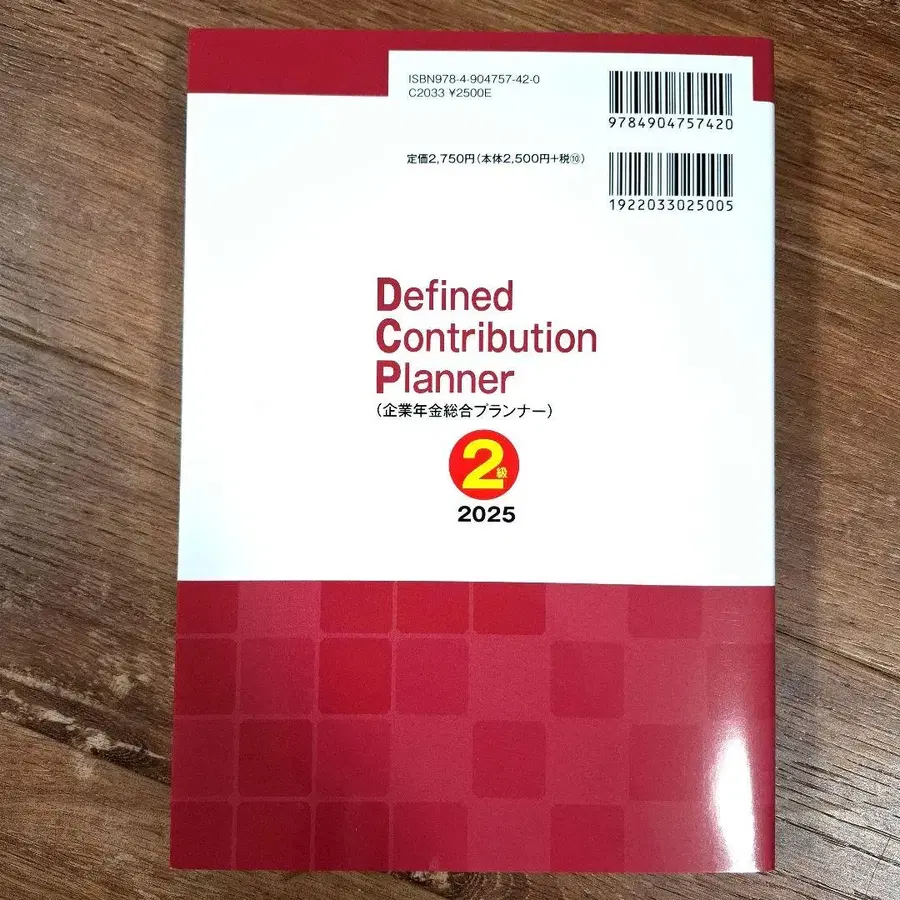 ISBN978-4-904757-42-0
C2033 ¥2500E
9784904757420
定価2,750円(本体2,500円+税⑩)
1922033025005
Defined
Contribution
Planner
(企業年金総合プランナー)
2級
2025